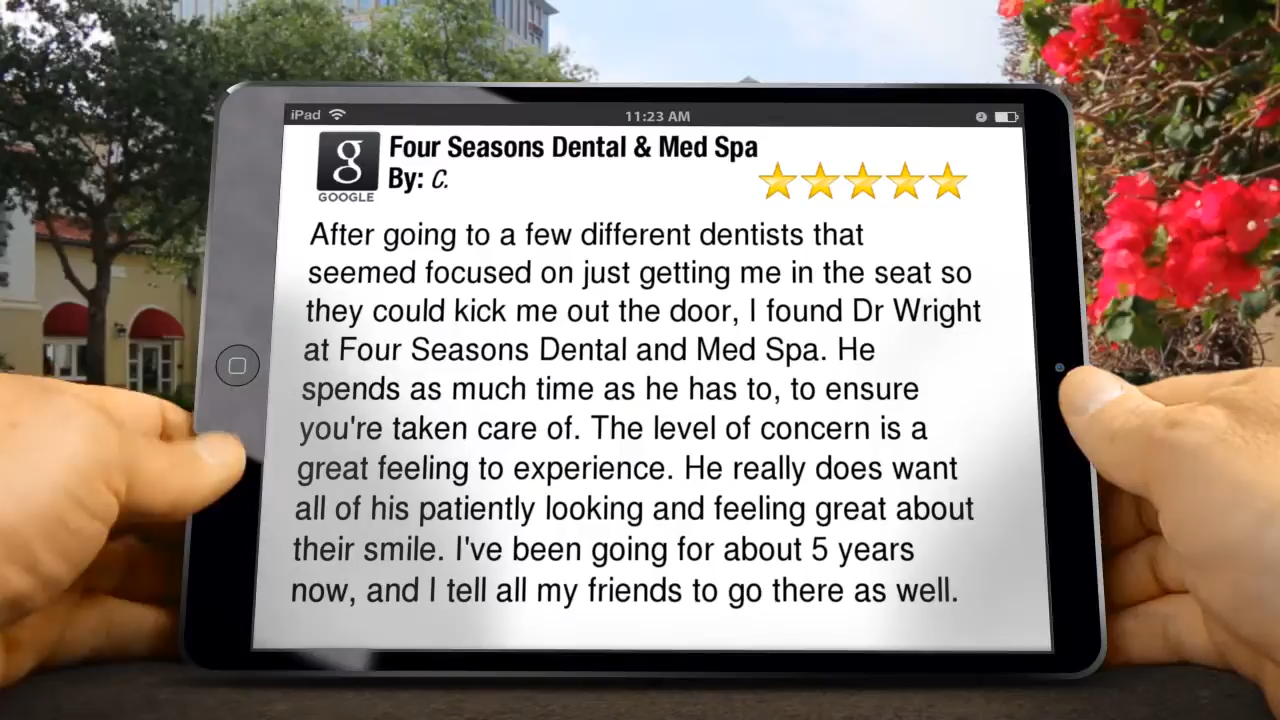 iPad
11:23 AM
g
GOOGLE
Four Seasons Dental & Med Spa
By: C.
After going to a few different dentists that
seemed focused on just getting me in the seat so
they could kick me out the door, I found Dr Wright
at Four Seasons Dental and Med Spa. He
spends as much time as he has to, to ensure
you're taken care of. The level of concern is a
great feeling to experience. He really does want
all of his patiently looking and feeling great about
their smile. I've been going for about 5 years
now, and I tell all my friends to go there as well.